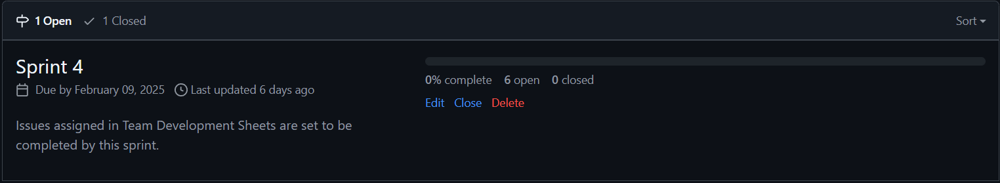 1 Open 1 Closed Sort
Sprint 4
Due by February 09, 2025 Last updated 6 days ago
Issues assigned in Team Development Sheets are set to be
completed by this sprint.
0% complete 6 open 0 closed
Edit Close Delete